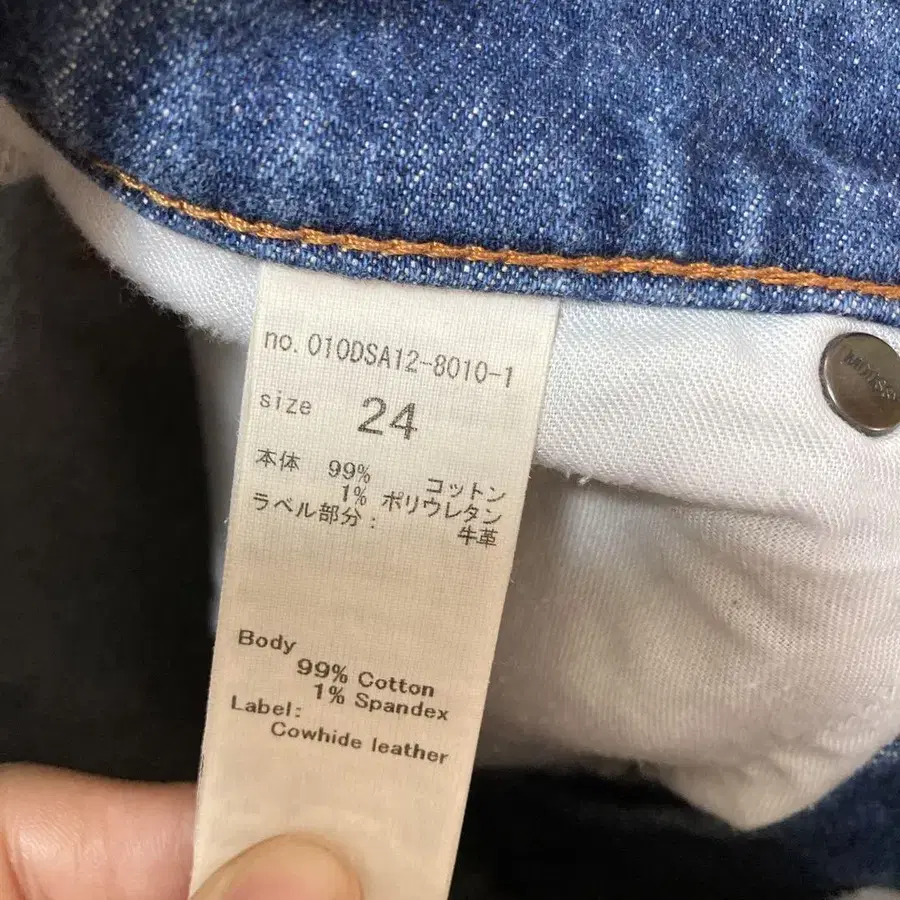 no. 010DSA12-8010-1
size 24
本体 99% コットン
1% ポリウレタン
ラベル部分: 牛革
Body
99% Cotton
1% Spandex
Label:
Cowhide leather